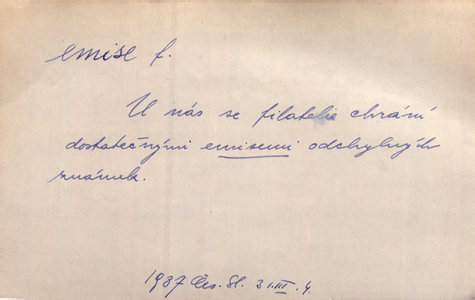 emise f.
U nás se filatelie chrání
dostatečnými emisemi odchylných
známek.
1937 Čes. sl. 31.III. 4.